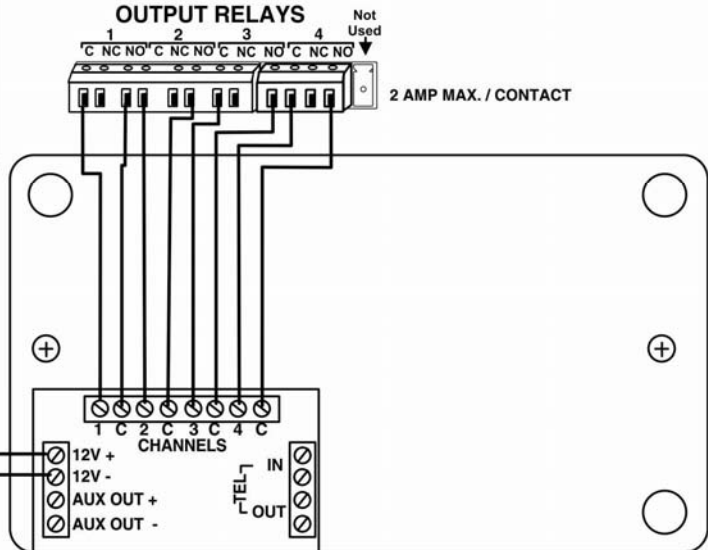 OUTPUT RELAYS
Not
Used
1 2 3 4
C NC NO C NC NO C NC NO C NC NO
2 AMP MAX. / CONTACT
1 C 2 C 3 C 4 C
CHANNELS
12V +
12V -
AUX OUT +
AUX OUT -
TEL
IN
OUT